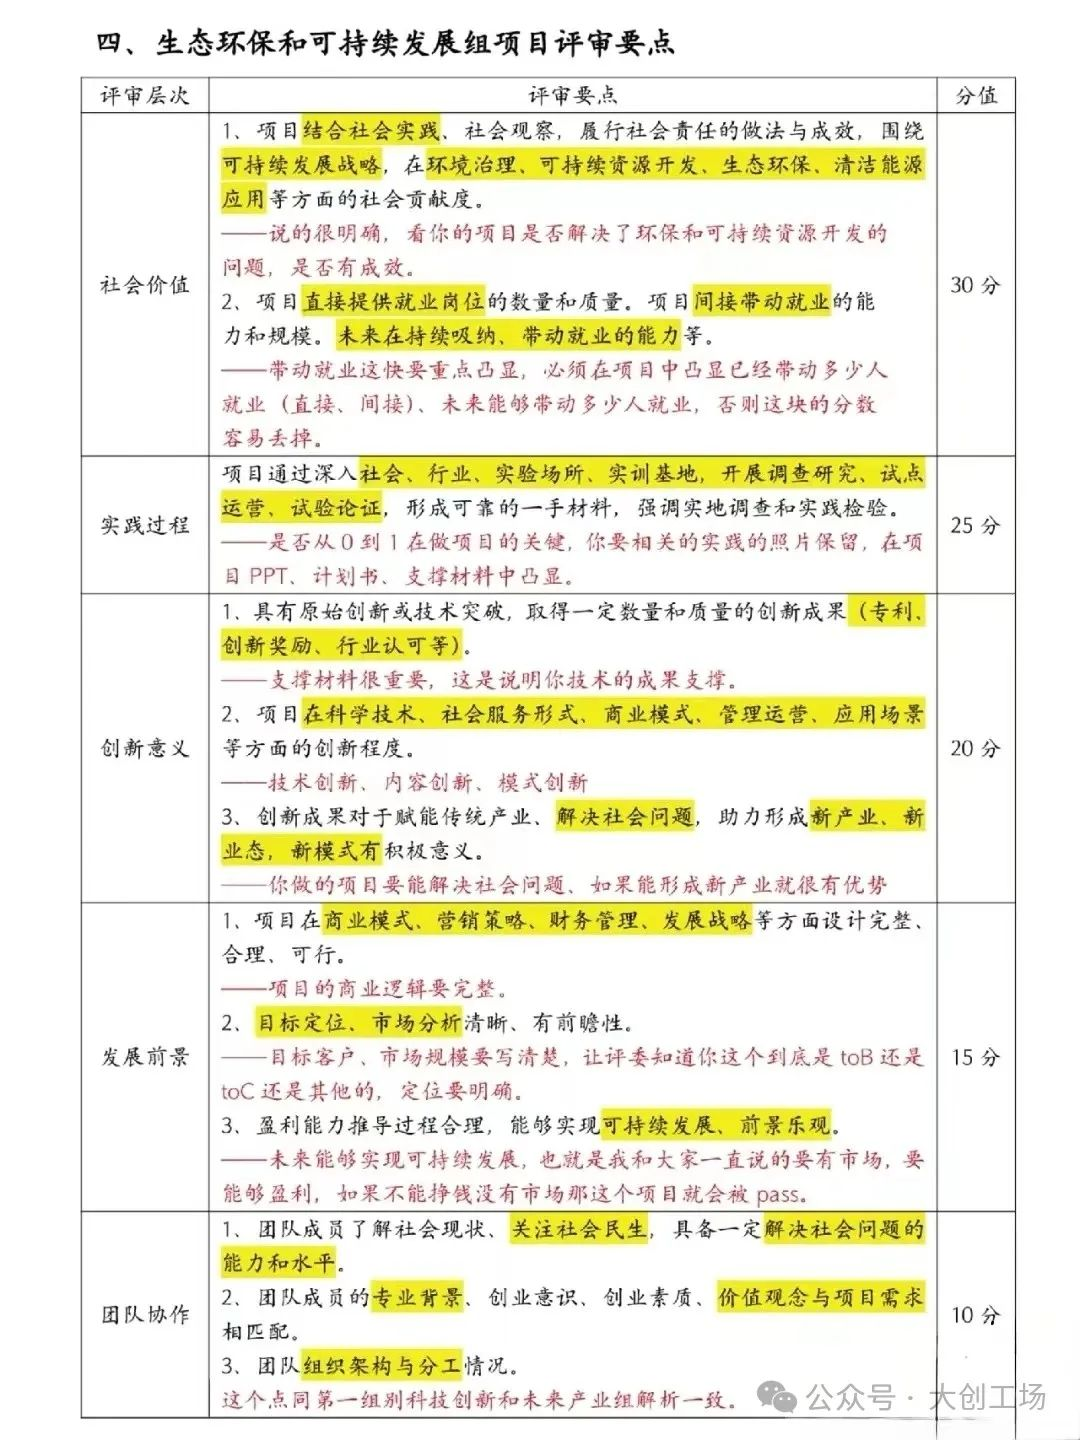 四、生态环保和可持续发展组项目评审要点
评审层次
评审要点
分值
社会价值
1、项目结合社会实践、社会观察，履行社会责任的做法与成效，围绕
可持续发展战略，在环境治理、可持续资源开发、生态环保、清洁能源
应用等方面的社会贡献度。
——说的很明确，看你的项目是否解决了环保和可持续资源开发的
问题，是否有成效。
2、项目直接提供就业岗位的数量和质量。项目间接带动就业的能
力和规模。未来在持续吸纳、带动就业的能力等。
——带动就业这快要重点凸显，必须在项目中凸显已经带动多少人
就业（直接、间接）、未来能够带动多少人就业，否则这块的分数
容易丢掉。
30 分
实践过程
项目通过深入社会、行业、实验场所、实训基地，开展调查研究、试点
运营、试验论证，形成可靠的一手材料，强调实地调查和实践检验。
——是否从 0 到 1 在做项目的关键，你要相关的实践的照片保留，在项
目 PPT、计划书、支撑材料中凸显。
25 分
创新意义
1、具有原始创新或技术突破，取得一定数量和质量的创新成果（专利、
创新奖励、行业认可等）。
——支撑材料很重要，这是说明你技术的成果支撑。
2、项目在科学技术、社会服务形式、商业模式、管理运营、应用场景
等方面的创新程度。
——技术创新、内容创新、模式创新
3、创新成果对于赋能传统产业、解决社会问题，助力形成新产业、新
业态，新模式有积极意义。
——你做的项目要能解决社会问题、如果能形成新产业就很有优势
20 分
发展前景
1、项目在商业模式、营销策略、财务管理、发展战略等方面设计完整、
合理、可行。
——项目的商业逻辑要完整。
2、目标定位、市场分析清晰、有前瞻性。
——目标客户、市场规模要写清楚，让评委知道你这个到底是 toB 还是
toC 还是其他的，定位要明确。
3、盈利能力推导过程合理，能够实现可持续发展、前景乐观。
——未来能够实现可持续发展，也就是我和大家一直说的要有市场，要
能够盈利，如果不能挣钱没有市场那这个项目就会被 pass。
15 分
团队协作
1、团队成员了解社会现状、关注社会民生，具备一定解决社会问题的
能力和水平。
2、团队成员的专业背景、创业意识、创业素质、价值观念与项目需求
相匹配。
3、团队组织架构与分工情况。
这个点同第一组别科技创新和未来产业组解析一致。
10 分
公众号·大创工场